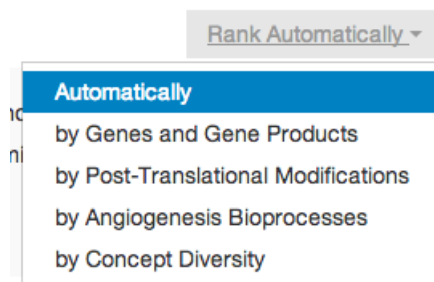 Rank Automatically
Automatically
by Genes and Gene Products
by Post-Translational Modifications
by Angiogenesis Bioprocesses
by Concept Diversity